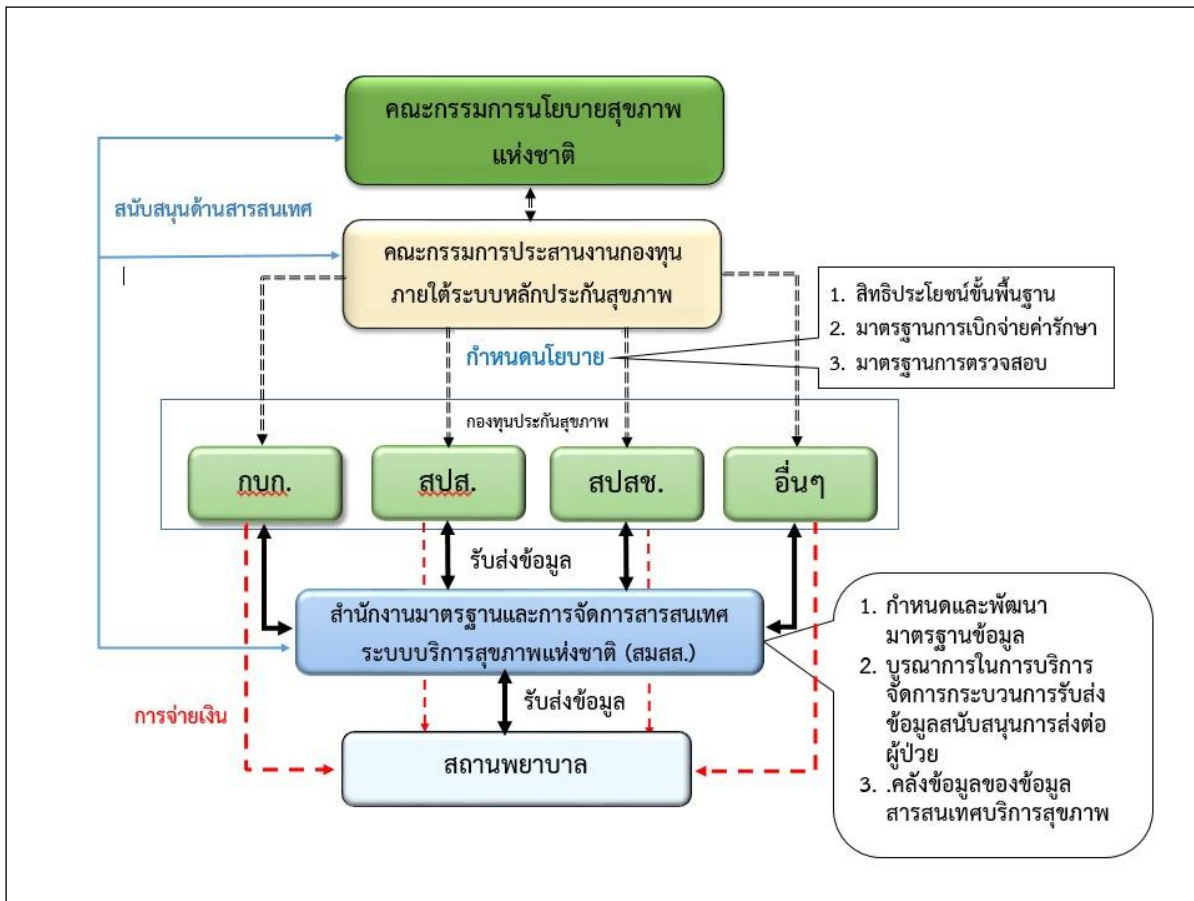 คณะกรรมการนโยบายสุขภาพ
แห่งชาติ
สนับสนุนด้านสารสนเทศ
คณะกรรมการประสานงานกองทุน
ภายใต้ระบบหลักประกันสุขภาพ
1. สิทธิประโยชน์ขั้นพื้นฐาน
2. มาตรฐานการเบิกจ่ายค่ารักษา
3. มาตรฐานการตรวจสอบ
กำหนดนโยบาย
กองทุนประกันสุขภาพ
กบก.
สปส.
สปสช.
อื่นๆ
รับส่งข้อมูล
สำนักงานมาตรฐานและการจัดการสารสนเทศ
ระบบบริการสุขภาพแห่งชาติ (สมสส.)
1. กำหนดและพัฒนา
มาตรฐานข้อมูล
2. บูรณาการในการบริการ
จัดการกระบวนการรับส่ง
ข้อมูลสนับสนุนการส่งต่อ
ผู้ป่วย
3. .คลังข้อมูลของข้อมูล
สารสนเทศบริการสุขภาพ
การจ่ายเงิน
รับส่งข้อมูล
สถานพยาบาล